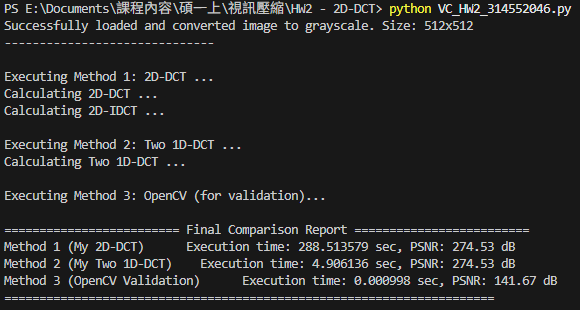 PS E:\Documents\課程內容\碩一上\視訊壓縮\HW2 - 2D-DCT> python VC_HW2_314552046.py
Successfully loaded and converted image to grayscale. Size: 512x512
------------------------------
Executing Method 1: 2D-DCT ...
Calculating 2D-DCT ...
Calculating 2D-IDCT ...
Executing Method 2: Two 1D-DCT ...
Calculating Two 1D-DCT ...
Executing Method 3: OpenCV (for validation)...
========================= Final Comparison Report =========================
Method 1 (My 2D-DCT)      Execution time: 288.513579 sec, PSNR: 274.53 dB
Method 2 (My Two 1D-DCT)    Execution time: 4.906136 sec, PSNR: 274.53 dB
Method 3 (OpenCV Validation)      Execution time: 0.000998 sec, PSNR: 141.67 dB
======================================================================